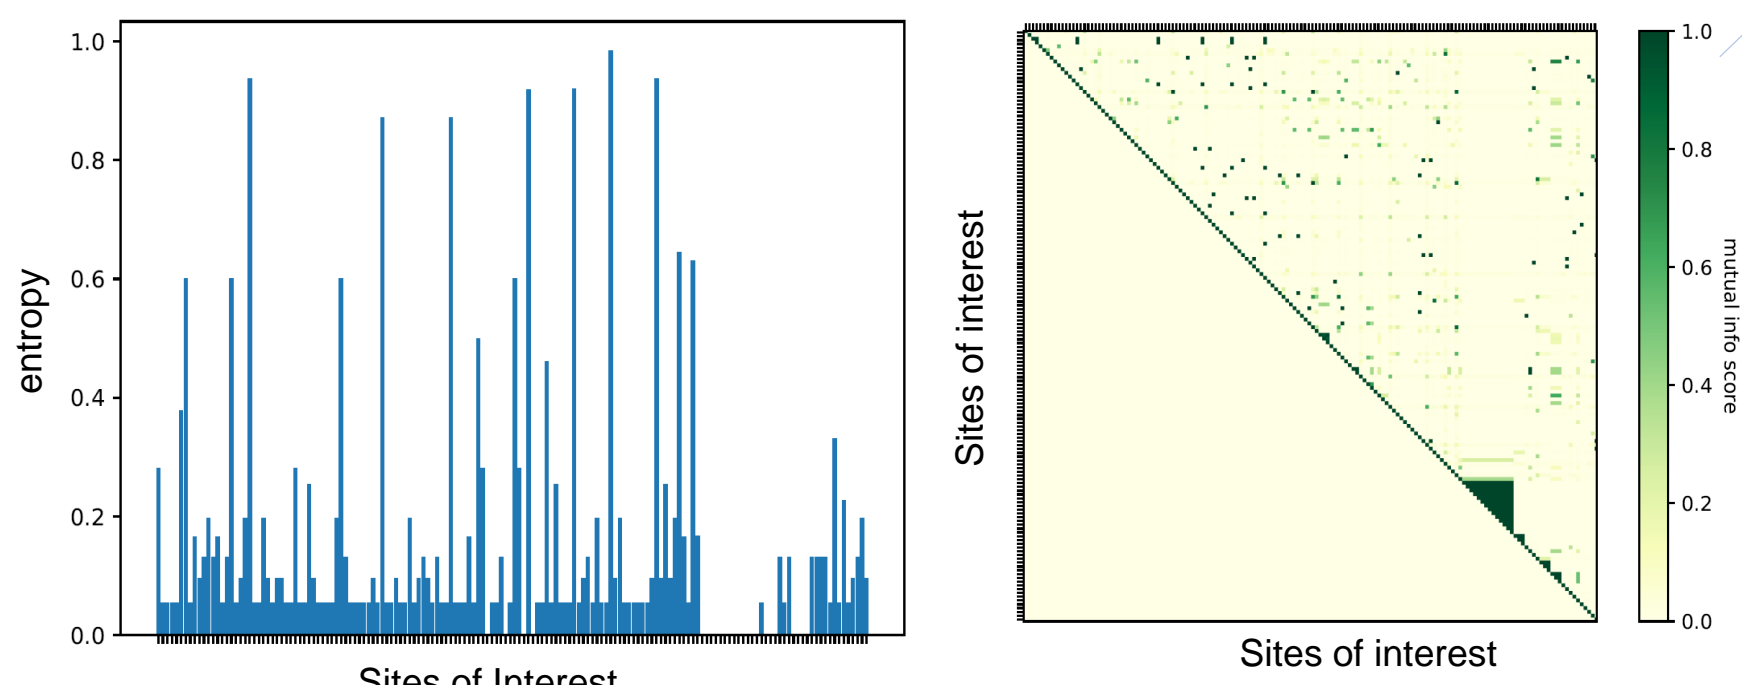 1.0
0.8
0.6
0.4
0.2
0.0
entropy
Sites of Interest
Sites of interest
Sites of interest
1.0
0.8
0.6
0.4
0.2
0.0
mutual info score